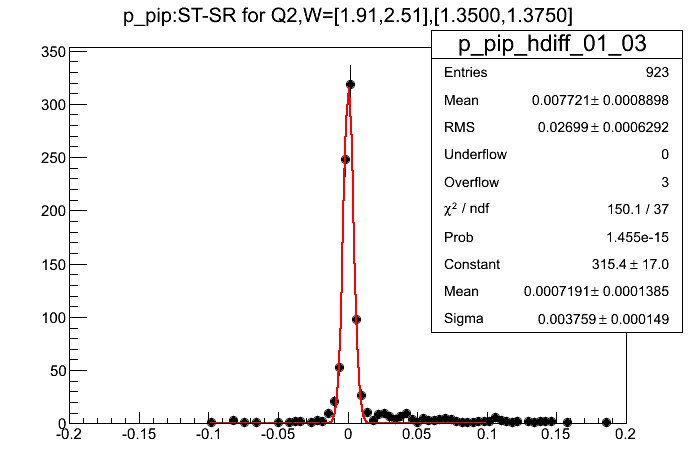 p_pip:ST-SR for Q2,W=[1.91,2.51],[1.3500,1.3750]
p_pip_hdiff_01_03
Entries 923
Mean 0.007721± 0.0008898
RMS 0.02699± 0.0006292
Underflow 0
Overflow 3
χ² / ndf 150.1 / 37
Prob 1.455e-15
Constant 315.4± 17.0
Mean 0.0007191± 0.0001385
Sigma 0.003759± 0.000149
350
300
250
200
150
100
50
0
-0.2 -0.15 -0.1 -0.05 0 0.05 0.1 0.15 0.2